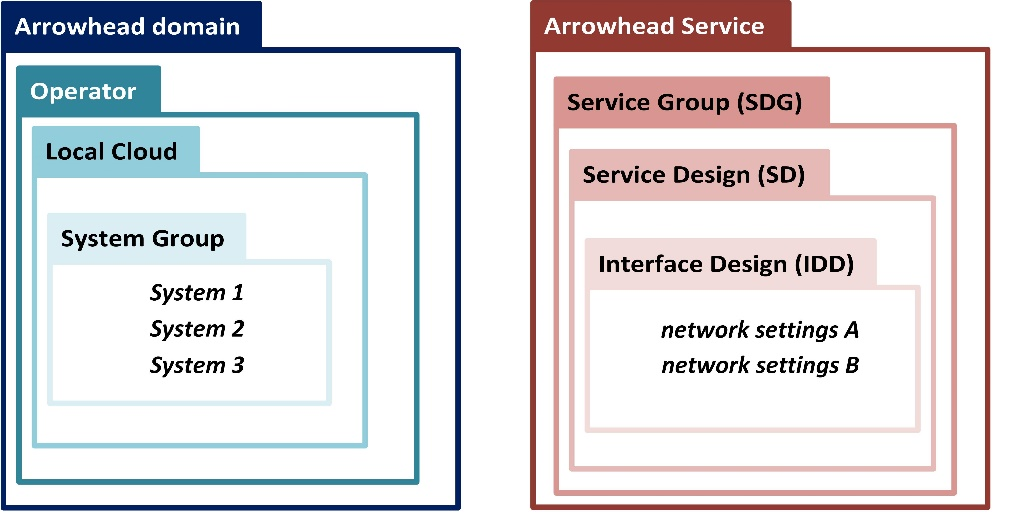 Arrowhead domain
Operator
Local Cloud
System Group
System 1
System 2
System 3
Arrowhead Service
Service Group (SDG)
Service Design (SD)
Interface Design (IDD)
network settings A
network settings B